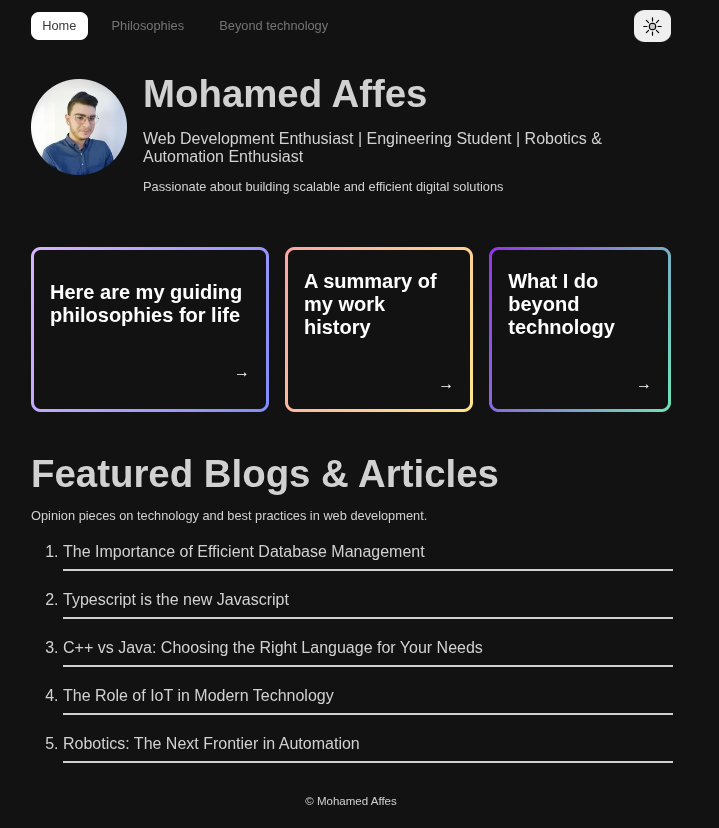 Home Philosophies Beyond technology
Mohamed Affes
Web Development Enthusiast | Engineering Student | Robotics &
Automation Enthusiast
Passionate about building scalable and efficient digital solutions
Here are my guiding
philosophies for life
→
A summary of
my work
history
→
What I do
beyond
technology
→
Featured Blogs & Articles
Opinion pieces on technology and best practices in web development.
1. The Importance of Efficient Database Management
2. Typescript is the new Javascript
3. C++ vs Java: Choosing the Right Language for Your Needs
4. The Role of IoT in Modern Technology
5. Robotics: The Next Frontier in Automation
© Mohamed Affes